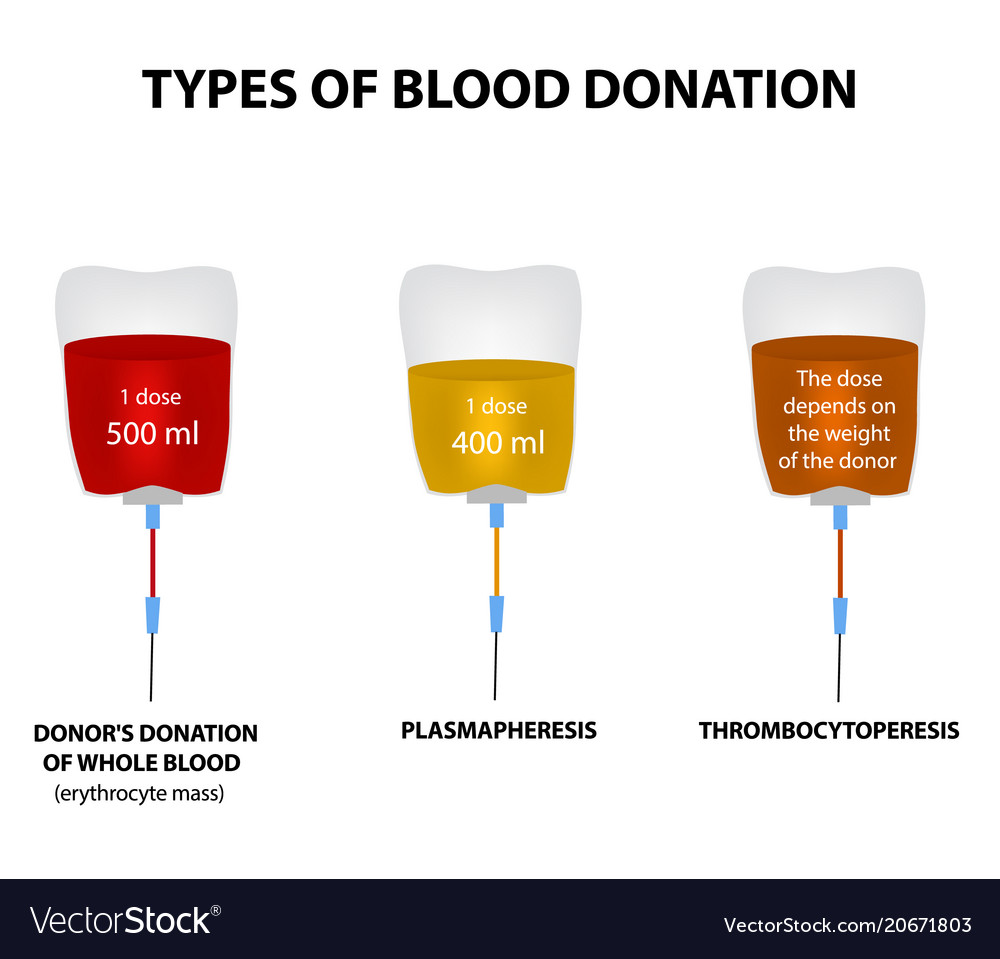 TYPES OF BLOOD DONATION
1 dose
500 ml
1 dose
400 ml
The dose
depends on
the weight
of the donor
DONOR'S DONATION
OF WHOLE BLOOD
(erythrocyte mass)
PLASMAPHERESIS
THROMBOCYTOPERESIS
VectorStock®
VectorStock.com/20671803